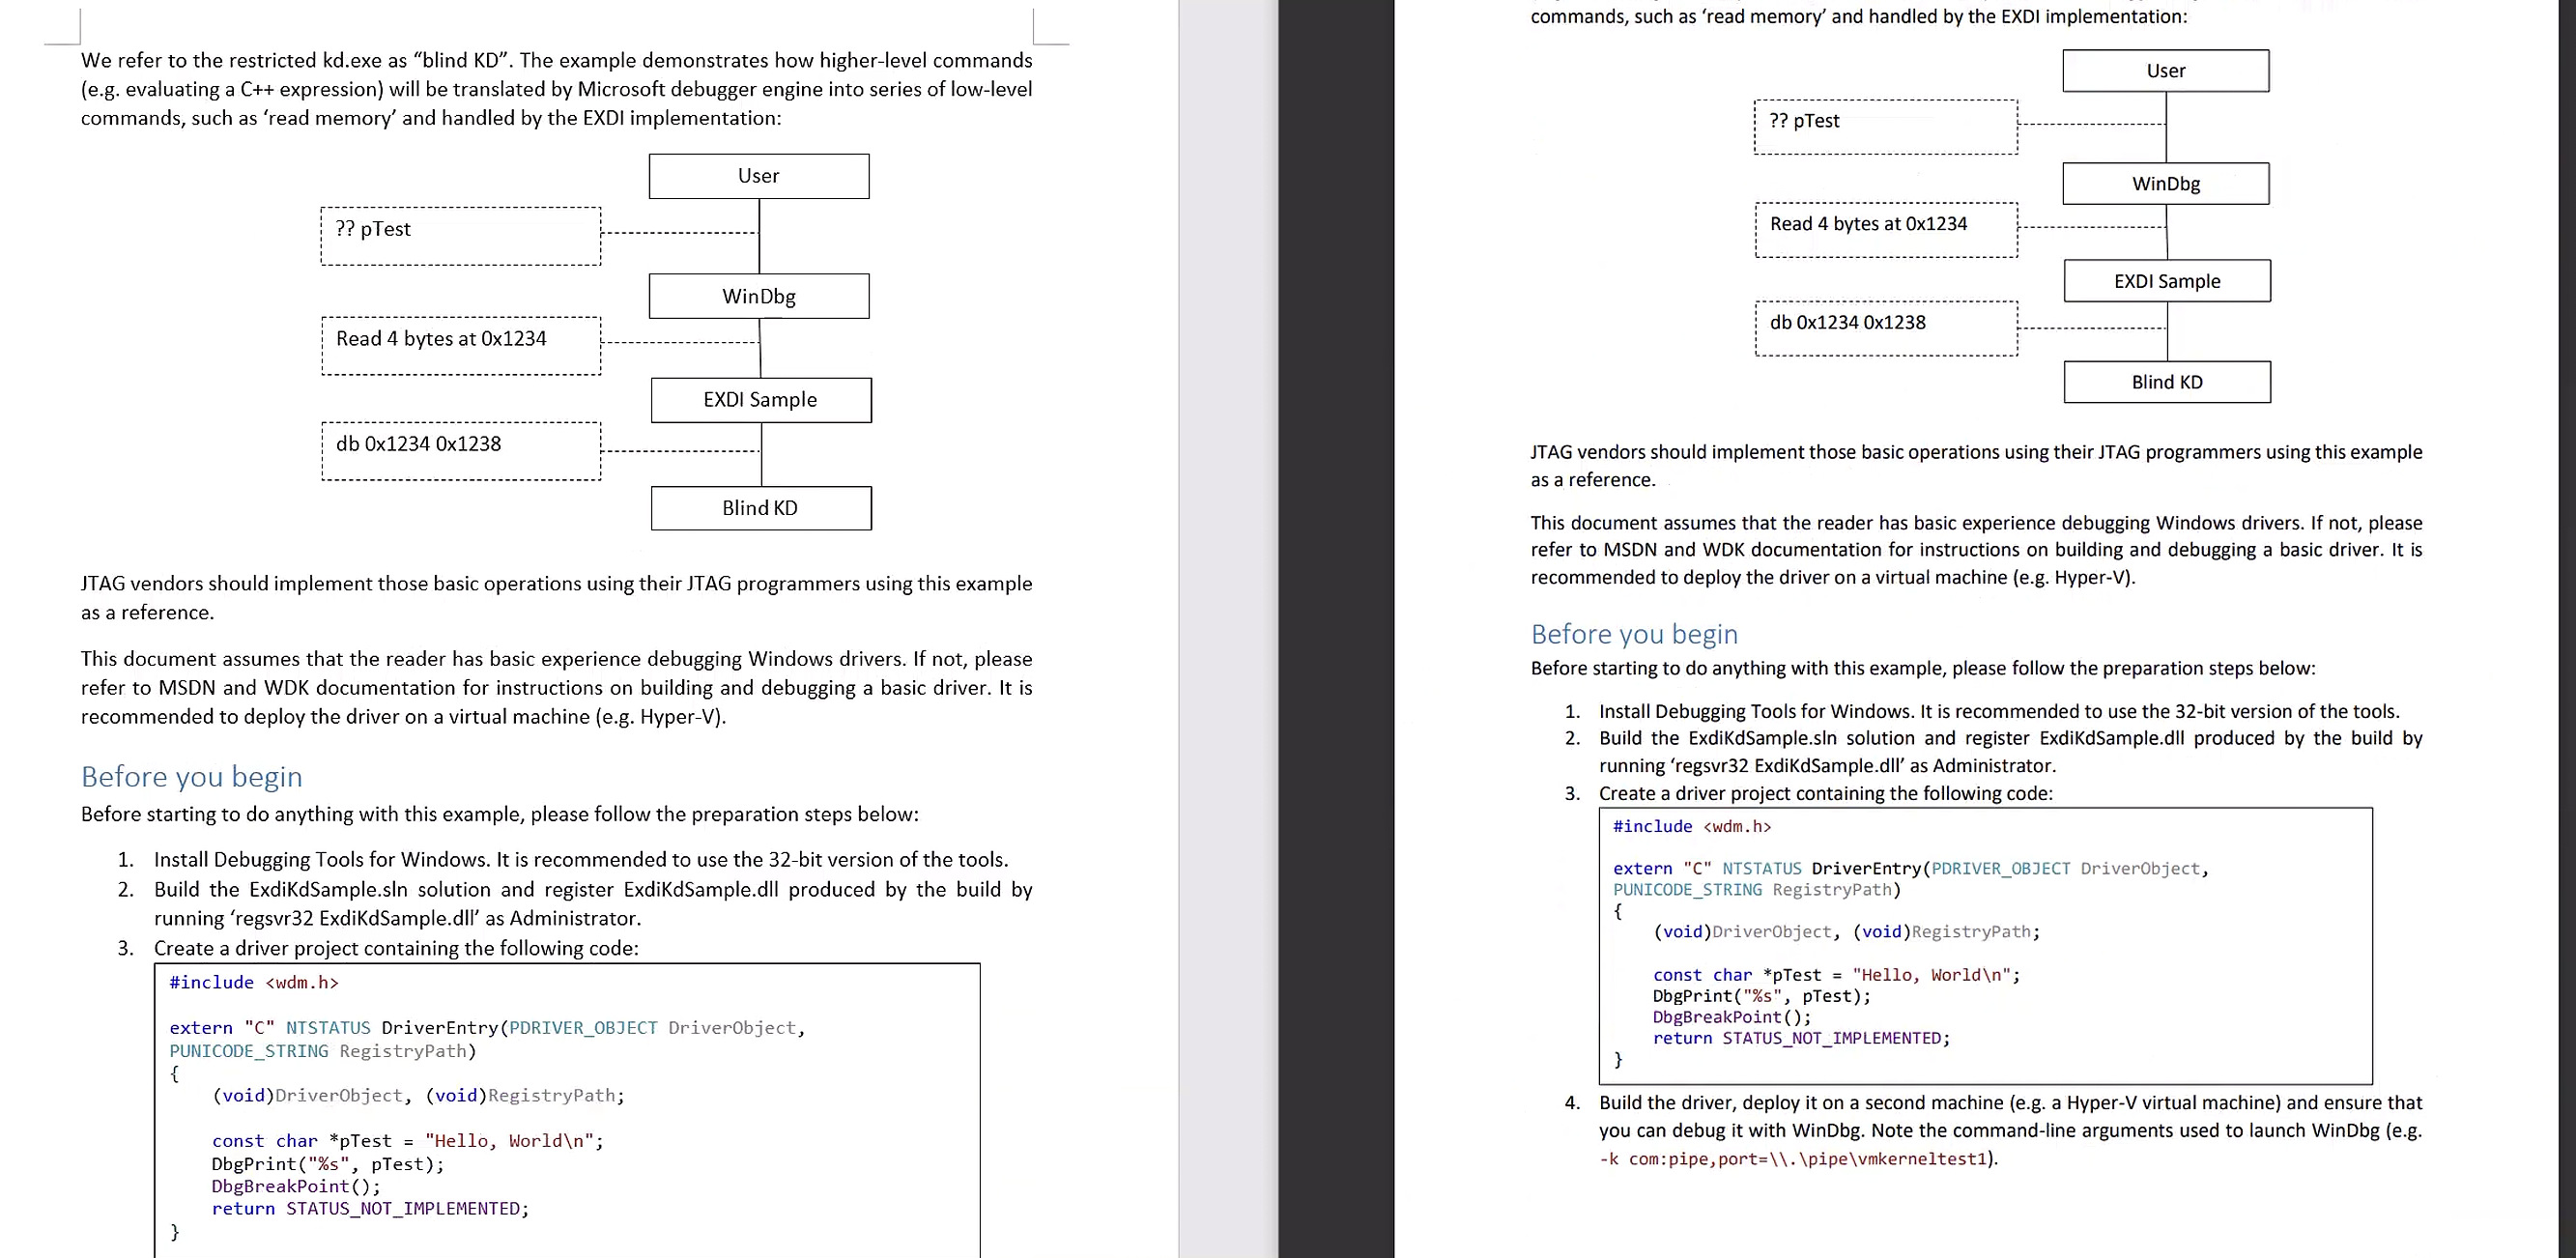 We refer to the restricted kd.exe as “blind KD”. The example demonstrates how higher-level commands
(e.g. evaluating a C++ expression) will be translated by Microsoft debugger engine into series of low-level
commands, such as ‘read memory’ and handled by the EXDI implementation:
User
?? pTest
WinDbg
Read 4 bytes at 0x1234
EXDI Sample
db 0x1234 0x1238
Blind KD
JTAG vendors should implement those basic operations using their JTAG programmers using this example
as a reference.
This document assumes that the reader has basic experience debugging Windows drivers. If not, please
refer to MSDN and WDK documentation for instructions on building and debugging a basic driver. It is
recommended to deploy the driver on a virtual machine (e.g. Hyper-V).
Before you begin
Before starting to do anything with this example, please follow the preparation steps below:
1. Install Debugging Tools for Windows. It is recommended to use the 32-bit version of the tools.
2. Build the ExdiKdSample.sln solution and register ExdiKdSample.dll produced by the build by
running ‘regsvr32 ExdiKdSample.dll’ as Administrator.
3. Create a driver project containing the following code:
#include <wdm.h>
extern "C" NTSTATUS DriverEntry(PDRIVER_OBJECT DriverObject,
PUNICODE_STRING RegistryPath)
{
(void)DriverObject, (void)RegistryPath;
const char *pTest = "Hello, World\n";
DbgPrint("%s", pTest);
DbgBreakPoint();
return STATUS_NOT_IMPLEMENTED;
}
commands, such as ‘read memory’ and handled by the EXDI implementation:
User
?? pTest
WinDbg
Read 4 bytes at 0x1234
EXDI Sample
db 0x1234 0x1238
Blind KD
JTAG vendors should implement those basic operations using their JTAG programmers using this example
as a reference.
This document assumes that the reader has basic experience debugging Windows drivers. If not, please
refer to MSDN and WDK documentation for instructions on building and debugging a basic driver. It is
recommended to deploy the driver on a virtual machine (e.g. Hyper-V).
Before you begin
Before starting to do anything with this example, please follow the preparation steps below:
1. Install Debugging Tools for Windows. It is recommended to use the 32-bit version of the tools.
2. Build the ExdiKdSample.sln solution and register ExdiKdSample.dll produced by the build by
running ‘regsvr32 ExdiKdSample.dll’ as Administrator.
3. Create a driver project containing the following code:
#include <wdm.h>
extern "C" NTSTATUS DriverEntry(PDRIVER_OBJECT DriverObject,
PUNICODE_STRING RegistryPath)
{
(void)DriverObject, (void)RegistryPath;
const char *pTest = "Hello, World\n";
DbgPrint("%s", pTest);
DbgBreakPoint();
return STATUS_NOT_IMPLEMENTED;
}
4. Build the driver, deploy it on a second machine (e.g. a Hyper-V virtual machine) and ensure that
you can debug it with WinDbg. Note the command-line arguments used to launch WinDbg (e.g.
-k com:pipe,port=\\.\pipe\vmkerneltest1).